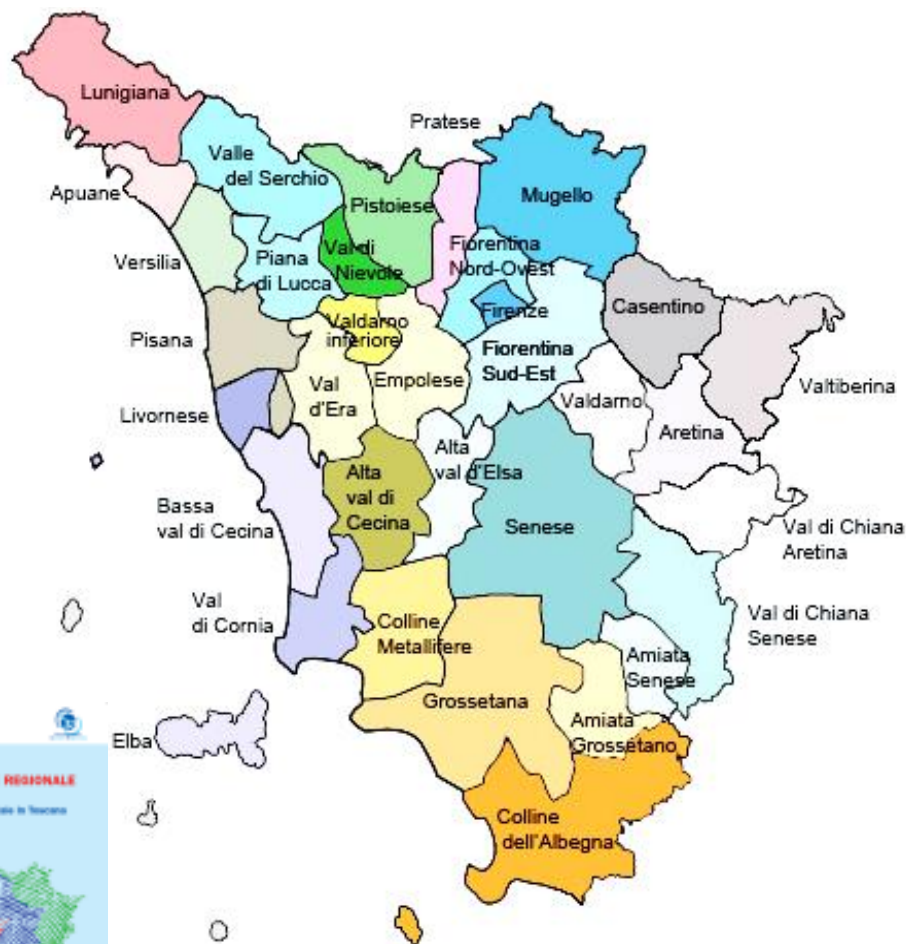 Lunigiana
Pratese
Valle
del Serchio
Mugello
Apuane
Pistoiese
Versilia
Piana
di Lucca
Val di
Nievole
Fiorentina
Nord-Ovest
Casentino
Pisana
Valdarno
inferiore
Firenze
Fiorentina
Sud-Est
Valtiberina
Livornese
Val
d'Era
Empolese
Valdarno
Aretina
Bassa
val di Cecina
Alta
val di
Cecina
Alta
val d'Elsa
Senese
Val di Chiana
Aretina
Val
di Cornia
Colline
Metallifere
Val di Chiana
Senese
Amiata
Senese
Grossetana
Elba
Amiata
Grossetano
REGIONALE
in Toscana
Colline
dell'Albegna